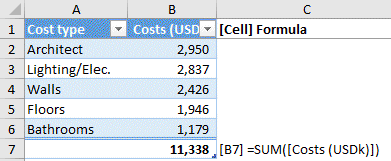 A B C
1 Cost type Costs (USD [Cell] Formula
2 Architect 2,950
3 Lighting/Elec. 2,837
4 Walls 2,426
5 Floors 1,946
6 Bathrooms 1,179
7 11,338 [B7] =SUM([Costs (USDk)])